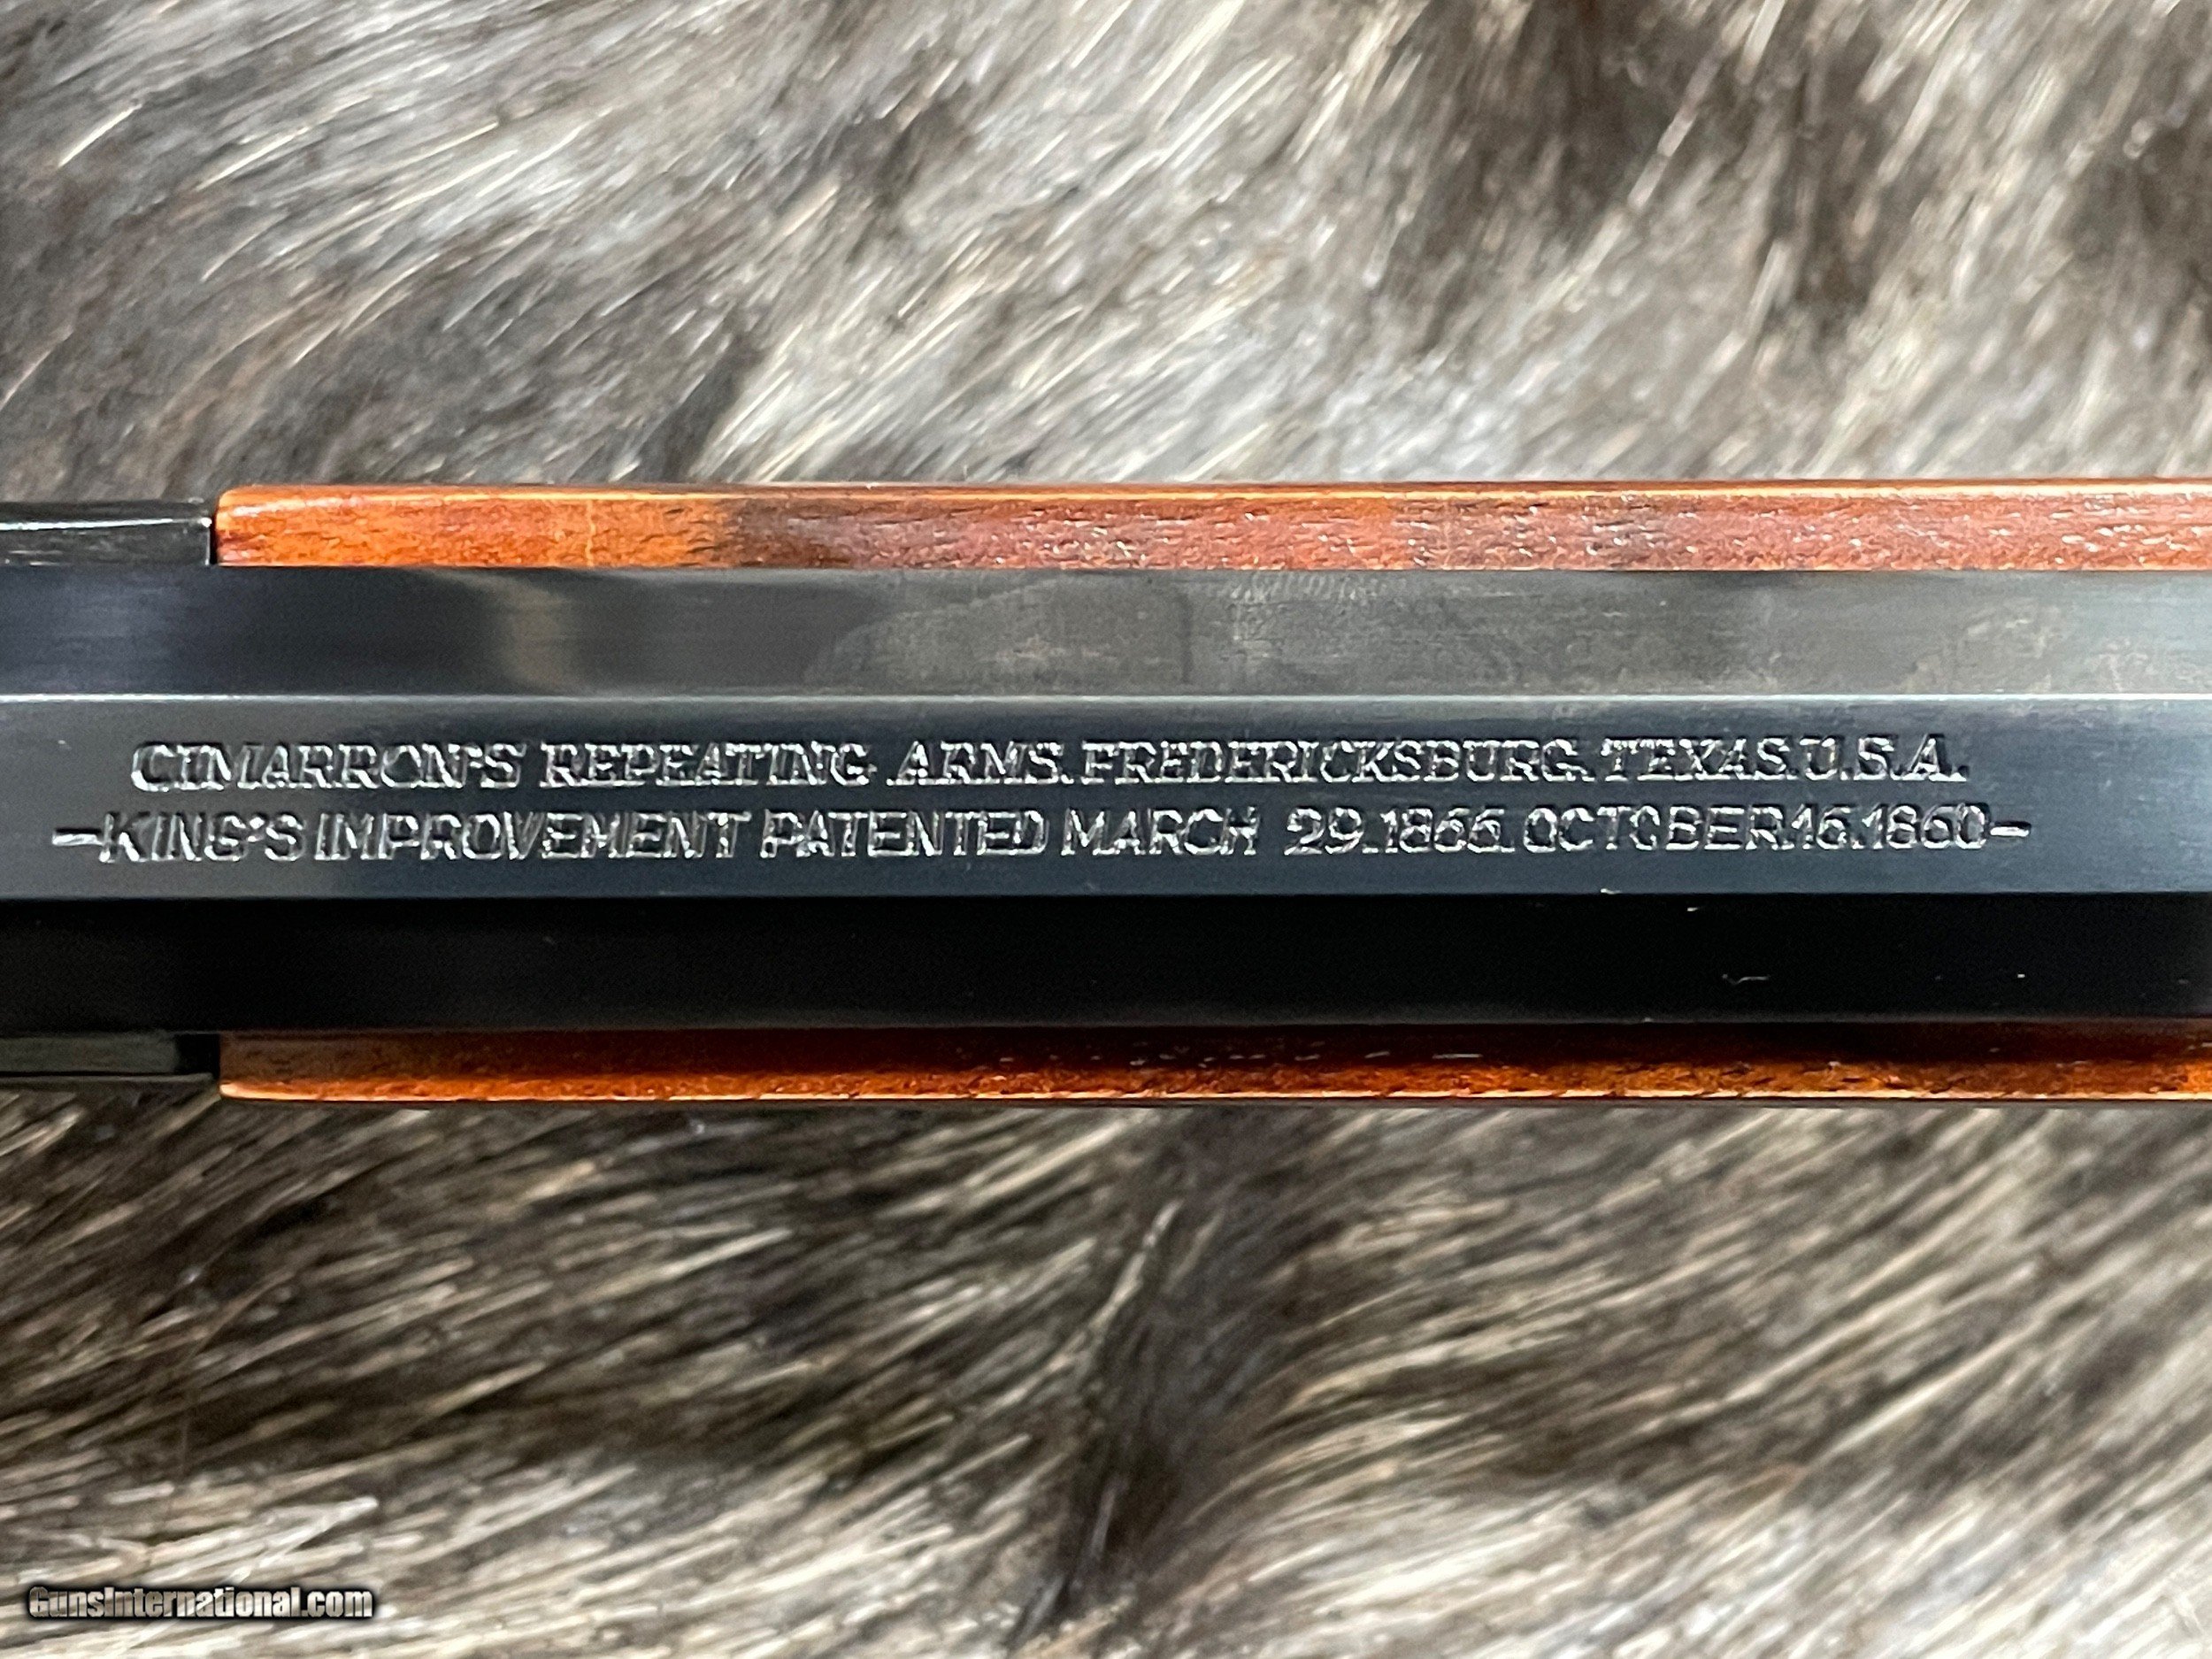 CIMARRON'S REPEATING ARMS. FREDERICKSBURG. TEXAS. U.S.A.
-KING'S IMPROVEMENT PATENTED MARCH 29. 1866. OCTOBER. 16. 1860-
GunsInternational.com